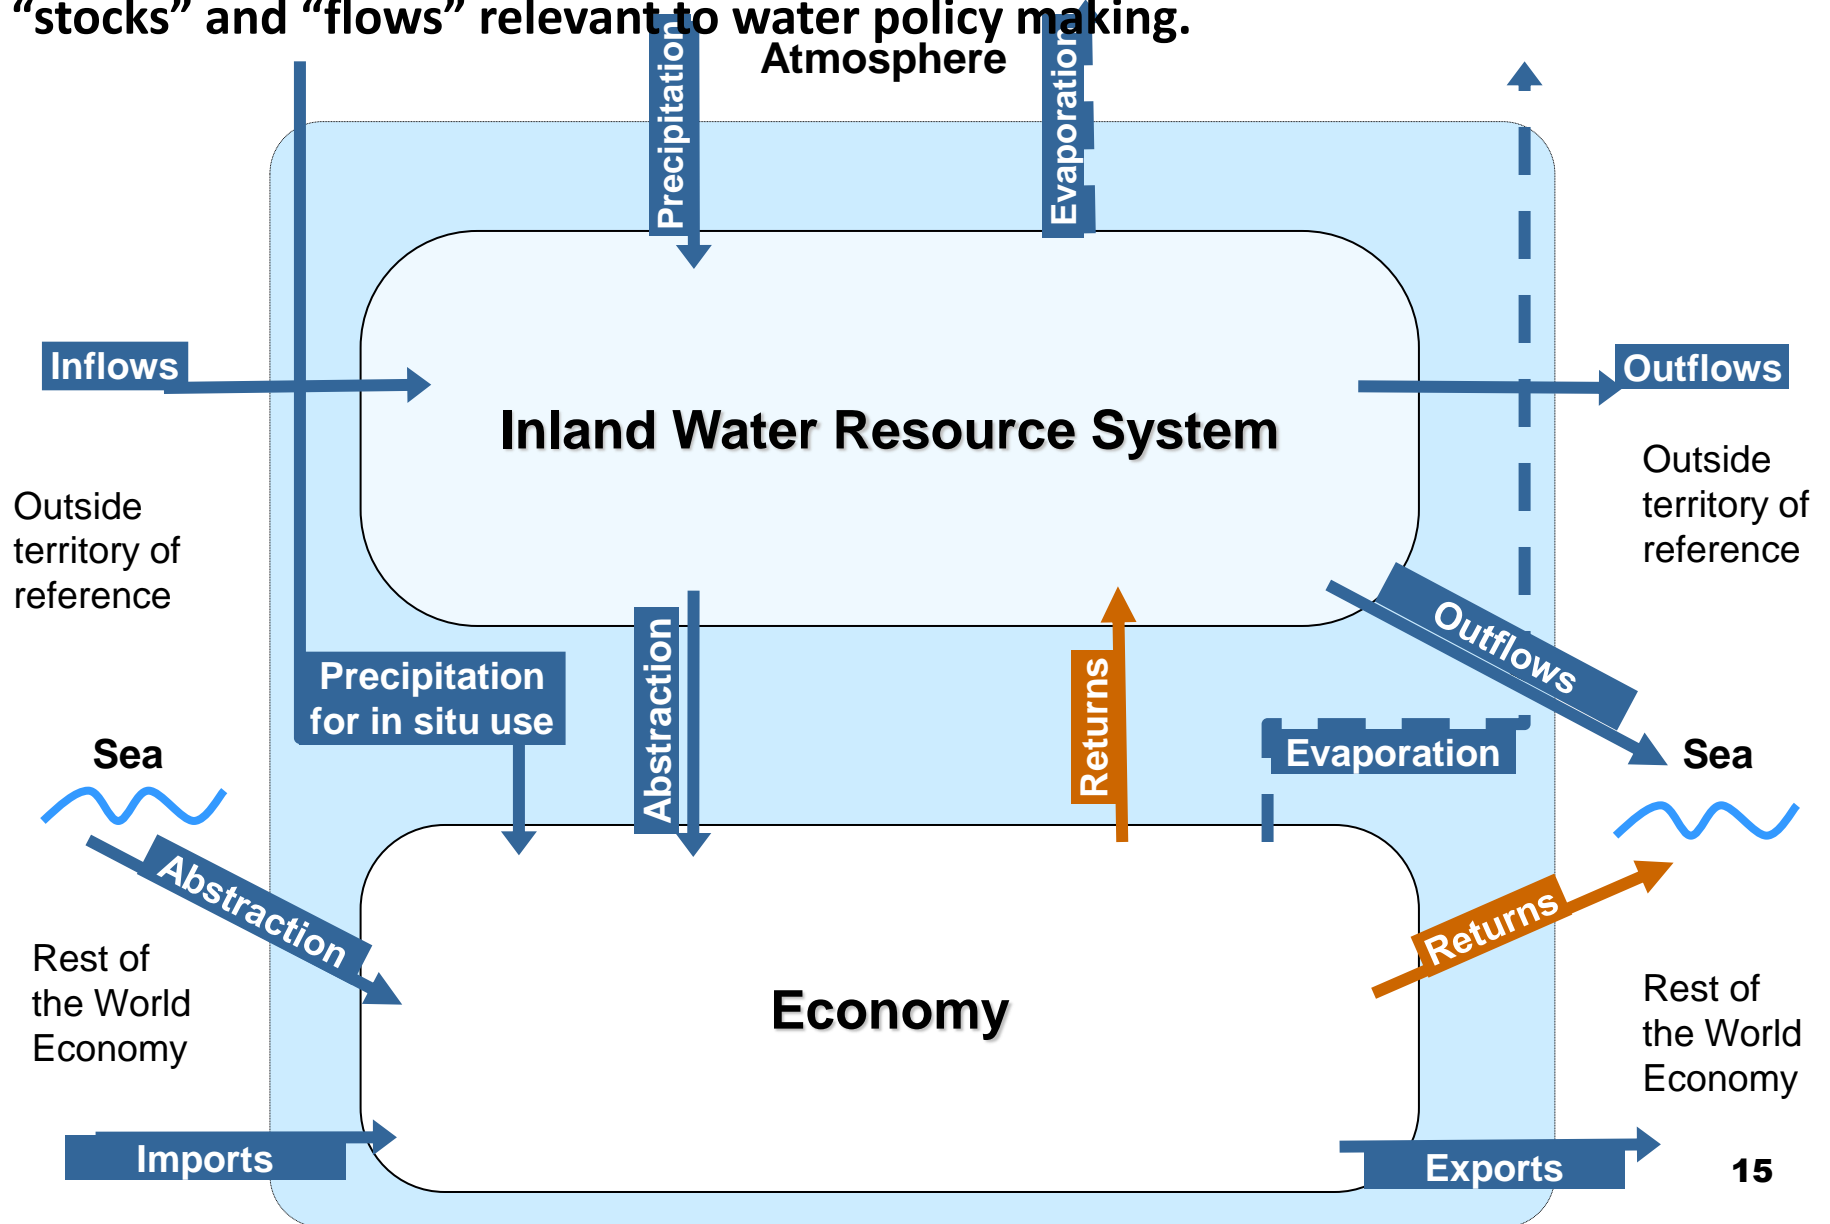 “stocks” and “flows” relevant to water policy making.
Atmosphere
Precipitation
Evaporation
Inflows
Outflows
Inland Water Resource System
Outside
territory of
reference
Outside
territory of
reference
Precipitation
for in situ use
Abstraction
Returns
Outflows
Evaporation
Sea
Sea
Abstraction
Returns
Rest of
the World
Economy
Economy
Rest of
the World
Economy
Imports
Exports
15